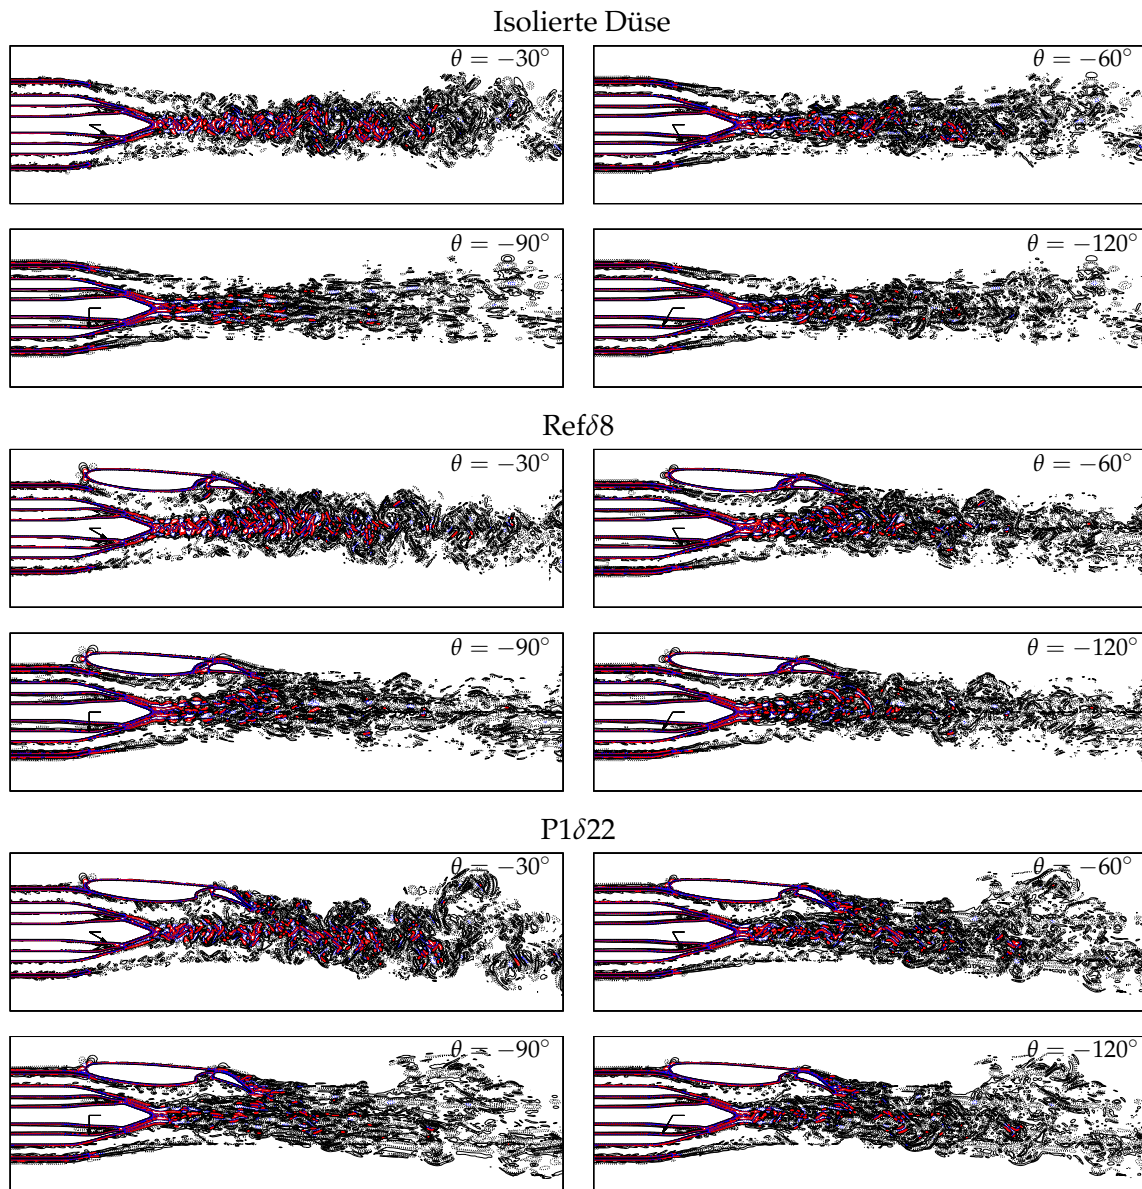 Isolierte Düse
θ = −30°
θ = −60°
θ = −90°
θ = −120°
Refδ8
θ = −30°
θ = −60°
θ = −90°
θ = −120°
P1δ22
θ = −30°
θ = −60°
θ = −90°
θ = −120°